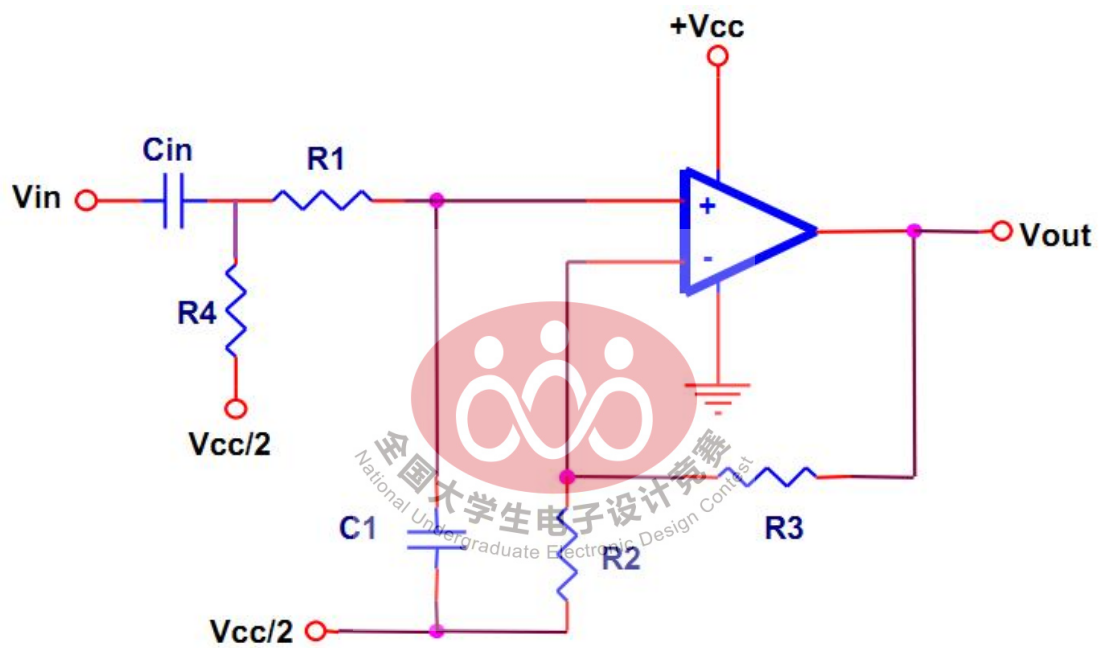 +Vcc
Cin
R1
Vin
+
-
Vout
R4
Vcc/2
全国大学生电子设计竞赛
National Undergraduate Electronic Design Contest
C1
R2
R3
Vcc/2